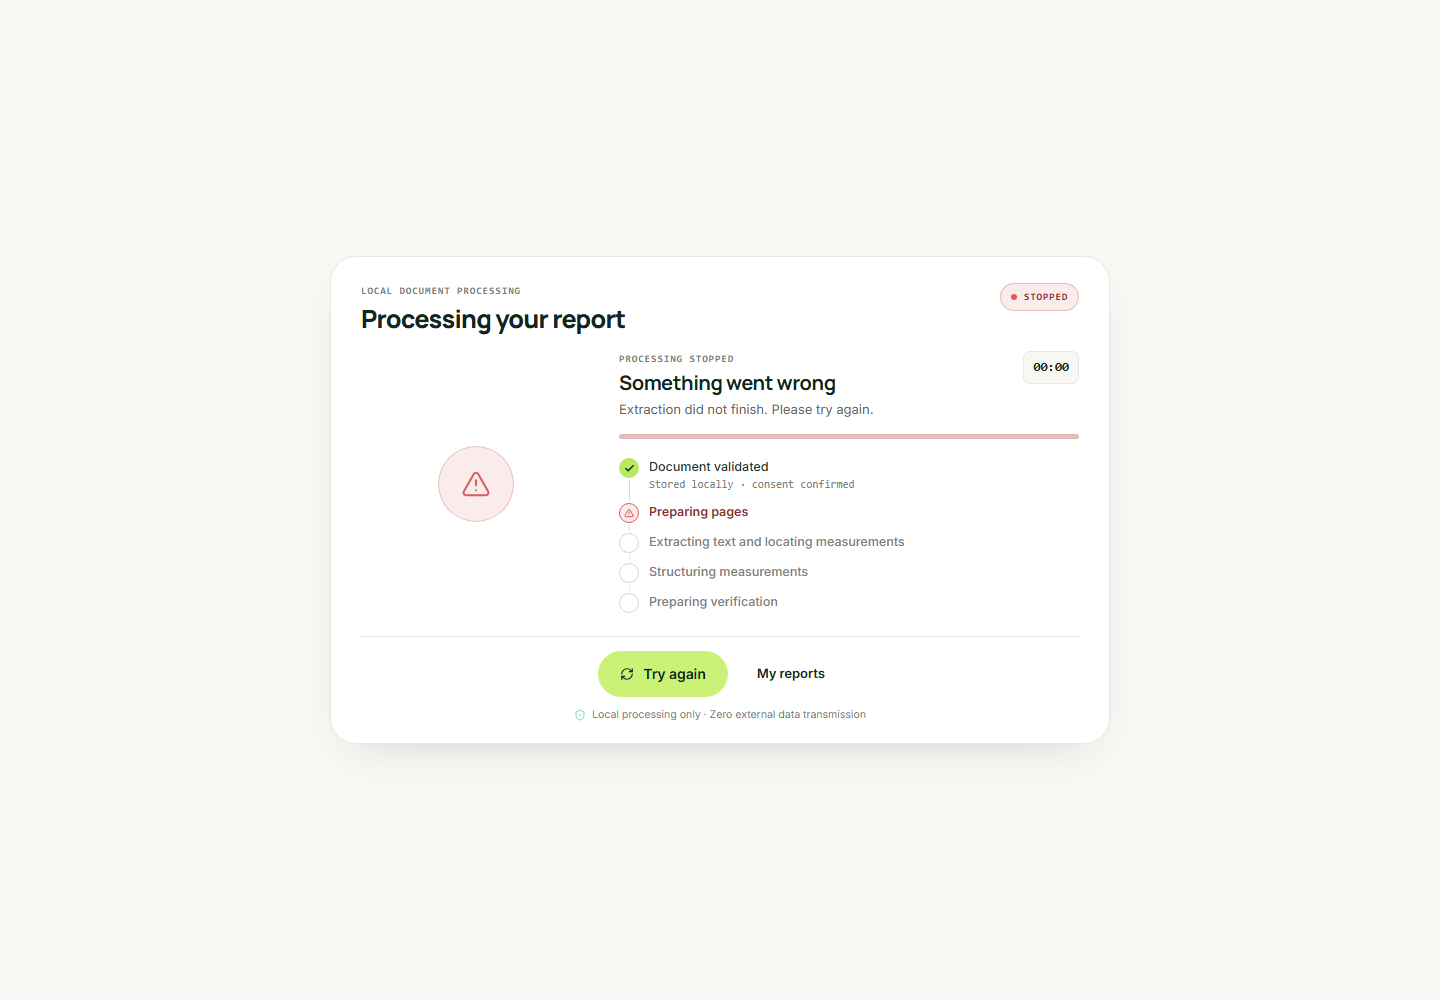 LOCAL DOCUMENT PROCESSING
Processing your report
STOPPED
PROCESSING STOPPED
00:00
Something went wrong
Extraction did not finish. Please try again.
Document validated
Stored locally · consent confirmed
Preparing pages
Extracting text and locating measurements
Structuring measurements
Preparing verification
Try again
My reports
Local processing only · Zero external data transmission